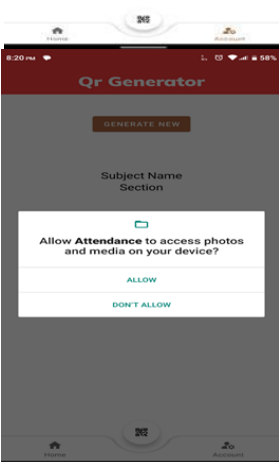 Home
Account
8:20 PM
58%
Qr Generator
GENERATE NEW
Subject Name
Section
Allow Attendance to access photos
and media on your device?
ALLOW
DON'T ALLOW
Home
Account